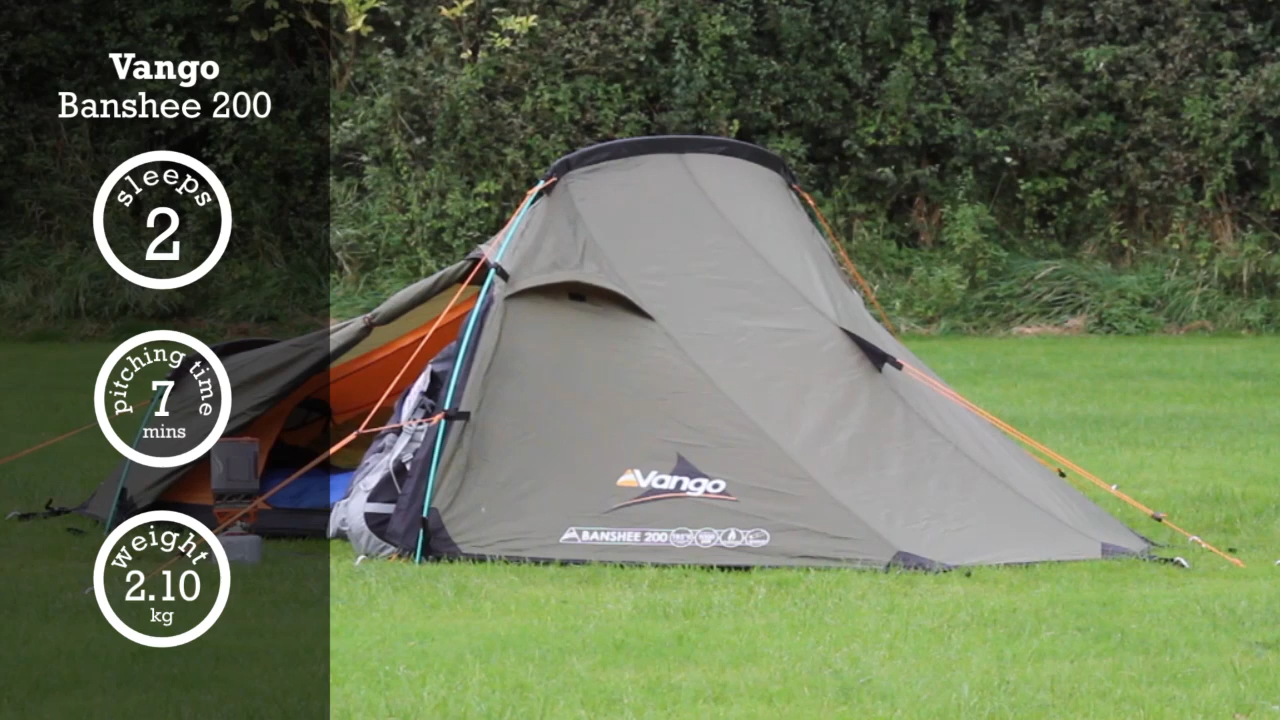 Vango
Banshee 200
sleeps
2
pitching time
7
mins
weight
2.10
kg
Vango
BANSHEE 200